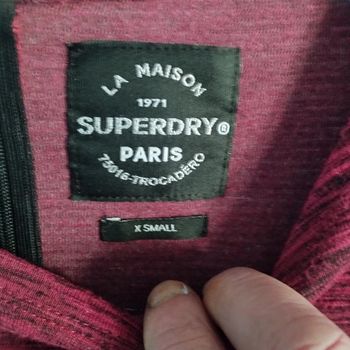 LA MAISON
1971
SUPERDRY®
PARIS
75016-TROCADÉRO
X SMALL